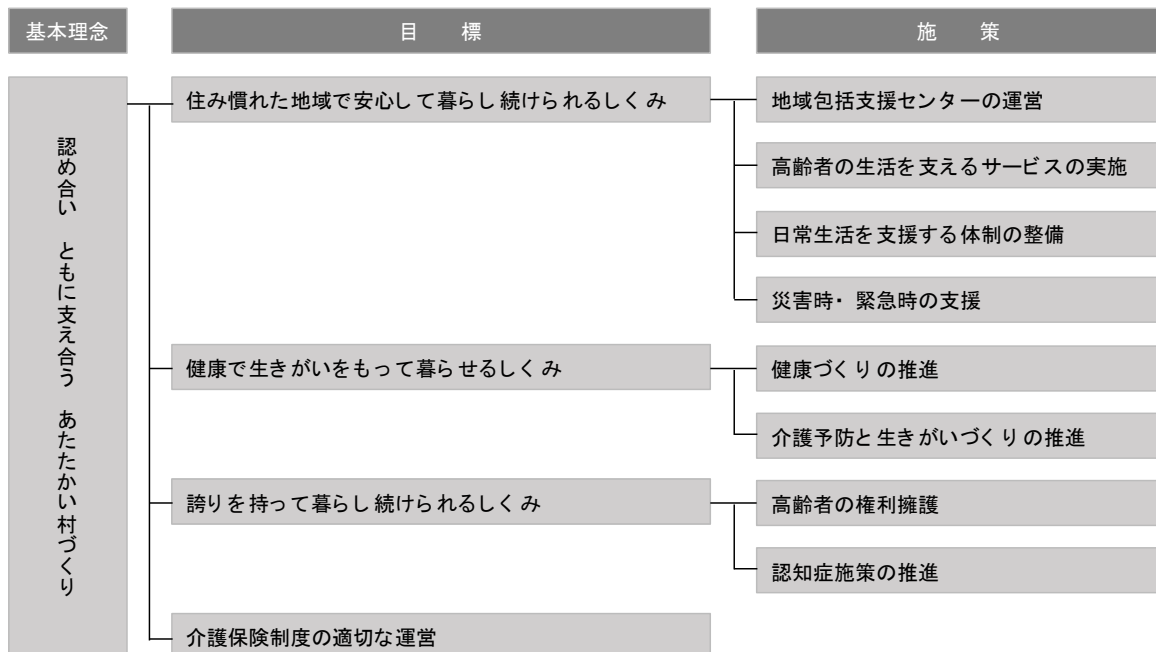 基本理念
目　標
施　策
認め合い　ともに支え合う　あたたかい村づくり
住み慣れた地域で安心して暮らし続けられるしくみ
地域包括支援センターの運営
高齢者の生活を支えるサービスの実施
日常生活を支援する体制の整備
災害時・緊急時の支援
健康で生きがいをもって暮らせるしくみ
健康づくりの推進
介護予防と生きがいづくりの推進
誇りを持って暮らし続けられるしくみ
高齢者の権利擁護
認知症施策の推進
介護保険制度の適切な運営